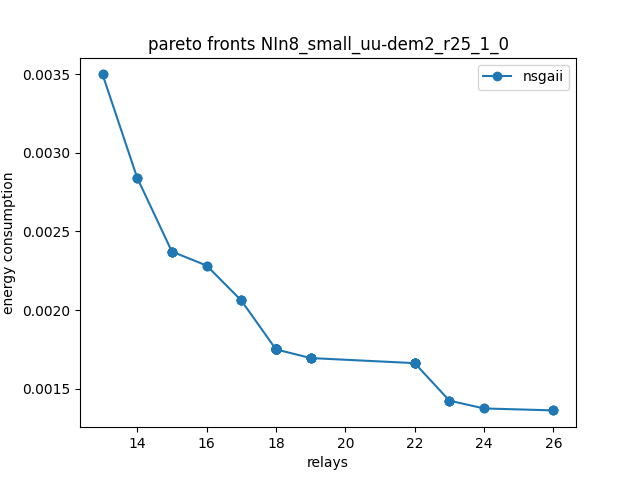 pareto fronts NIn8_small_uu-dem2_r25_1_0
nsgaii
energy consumption
0.0035
0.0030
0.0025
0.0020
0.0015
14 16 18 20 22 24 26
relays